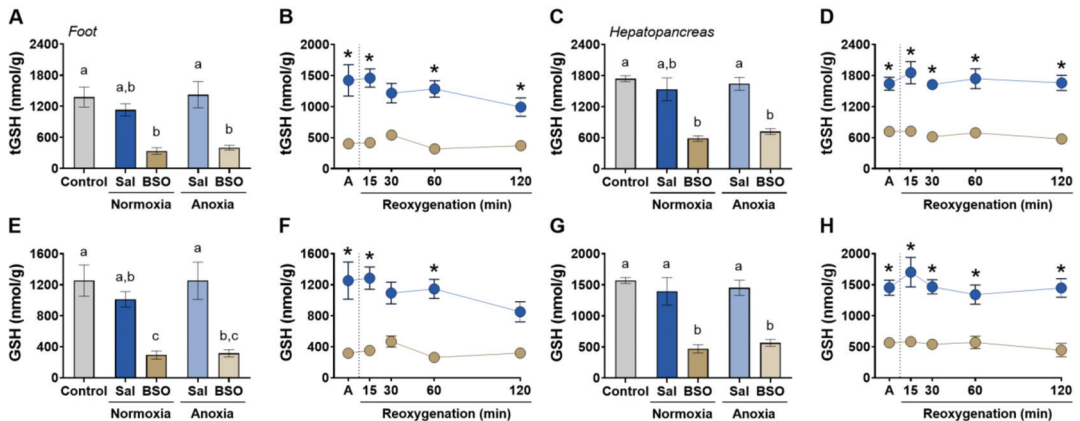 A
Foot
tGSH (nmol/g)
2400
1800
1200
600
0
a
a,b
b
a
b
Control
Sal BSO
Sal BSO
Normoxia
Anoxia
B
tGSH (nmol/g)
2000
1500
1000
500
0
* * * *
A 15 30 60 120
Reoxygenation (min)
C
Hepatopancreas
tGSH (nmol/g)
2400
1800
1200
600
0
a
a,b
b
a
b
Control
Sal BSO
Sal BSO
Normoxia
Anoxia
D
tGSH (nmol/g)
2400
1800
1200
600
0
* * * * *
A 15 30 60 120
Reoxygenation (min)
E
GSH (nmol/g)
1600
1200
800
400
0
a
a,b
c
a
b,c
Control
Sal BSO
Sal BSO
Normoxia
Anoxia
F
GSH (nmol/g)
1600
1200
800
400
0
* * *
A 15 30 60 120
Reoxygenation (min)
G
GSH (nmol/g)
2000
1500
1000
500
0
a
a
b
a
b
Control
Sal BSO
Sal BSO
Normoxia
Anoxia
H
GSH (nmol/g)
2000
1500
1000
500
0
* * * * *
A 15 30 60 120
Reoxygenation (min)